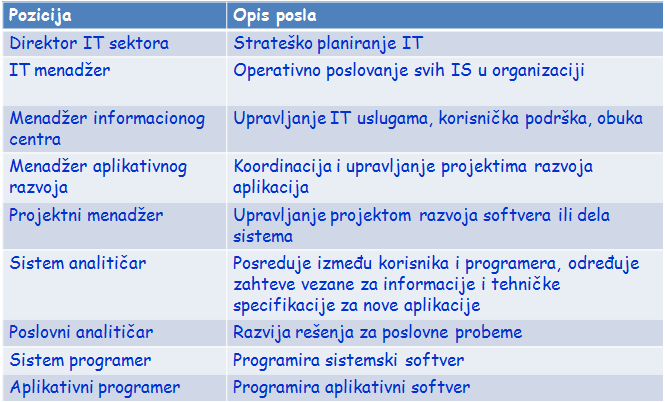 Pozicija Opis posla
Direktor IT sektora Strateško planiranje IT
IT menadžer Operativno poslovanje svih IS u organizaciji
Menadžer informacionog Upravljanje IT uslugama, korisnička podrška, obuka
centra
Menadžer aplikativnog Koordinacija i upravljanje projektima razvoja
razvoja aplikacija
Projektni menadžer Upravljanje projektom razvoja softvera ili dela
sistema
Sistem analitičar Posreduje između korisnika i programera, određuje
zahteve vezane za informacije i tehničke
specifikacije za nove aplikacije
Poslovni analitičar Razvija rešenja za poslovne probeme
Sistem programer Programira sistemski softver
Aplikativni programer Programira aplikativni softver